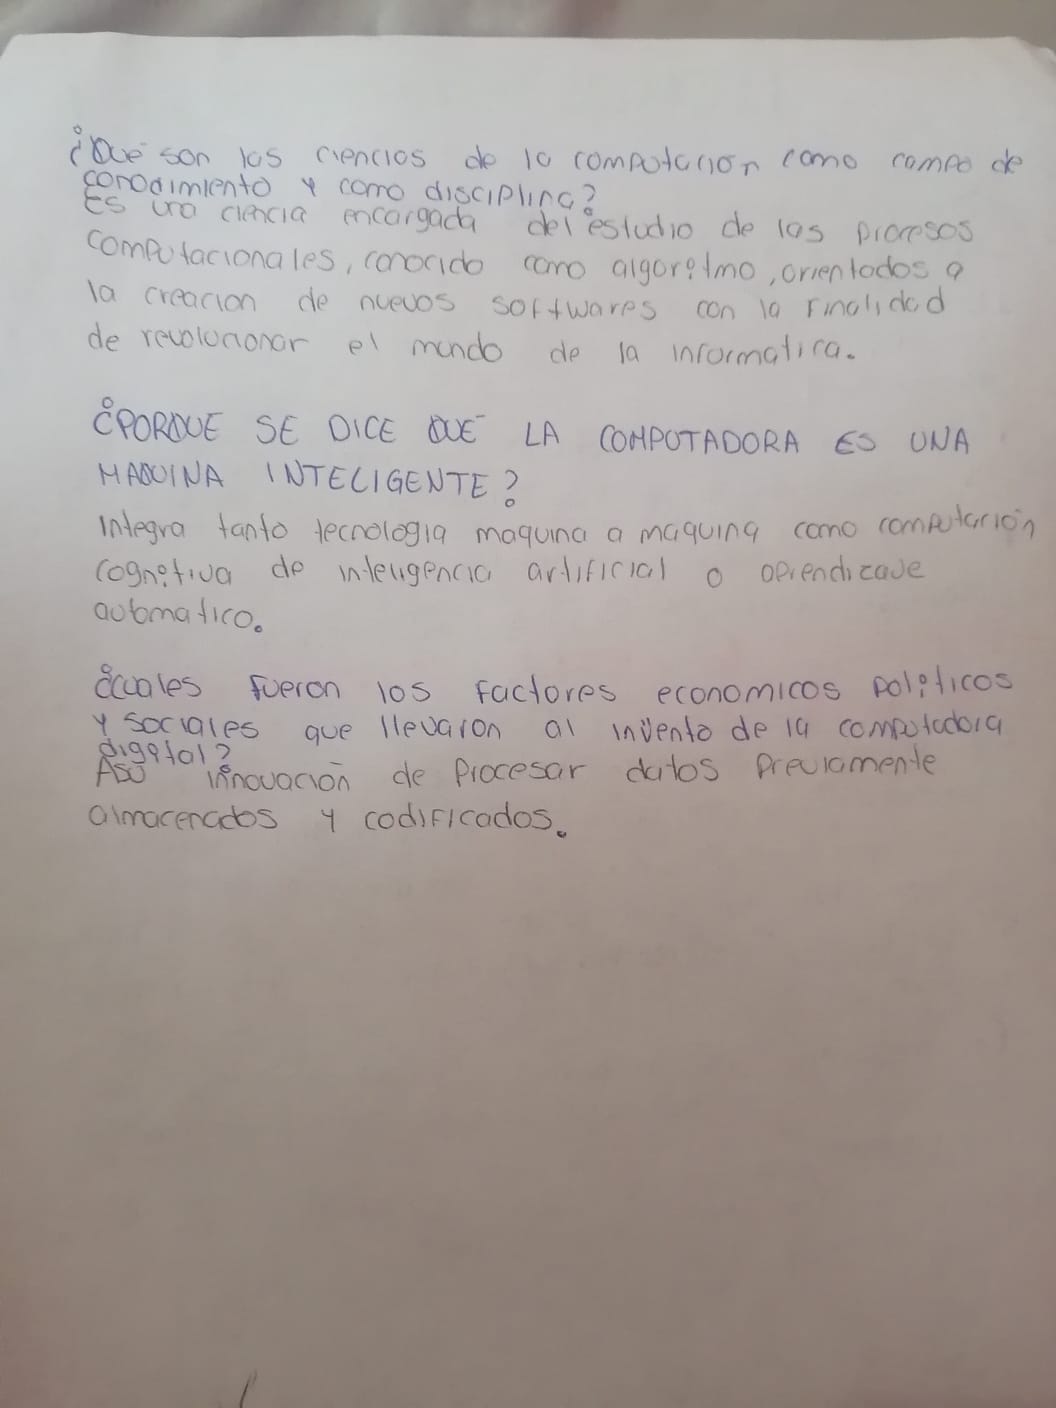 ¿Qué son las ciencias de la computación como campo de
conocimiento y como disciplina?
Es una ciencia encargada del estudio de los procesos
computacionales, conocido como algoritmo, orientados a
la creacion de nuevos softwares con la finalidad
de revolucionar el mundo de la informatica.
¿PORQUE SE DICE QUE LA COMPUTADORA ES UNA
MAQUINA INTELIGENTE?
Integra tanto tecnologia maquina a maquina como computación
cognitiva de inteligencia artificial o aprendizaje
automatico.
¿cuales fueron los factores economicos politicos
y sociales que llevaron al invento de la computadora
digital?
A su innovación de procesar datos previamente
almacenados y codificados.